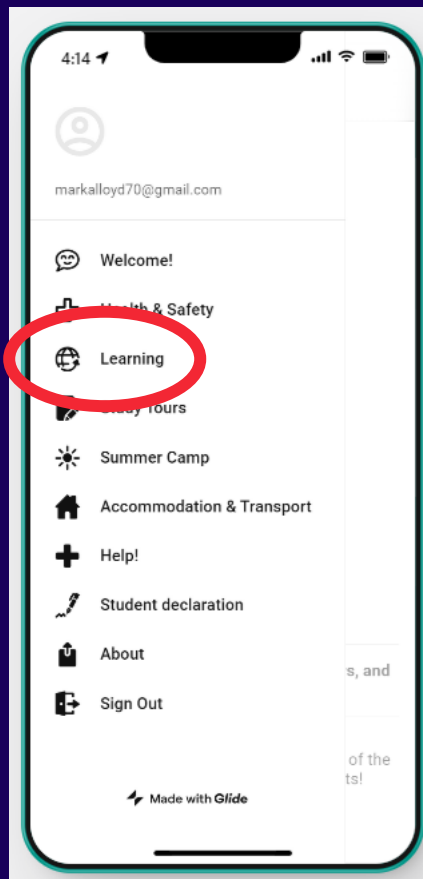 4:14
markalloyd70@gmail.com
Welcome!
Health & Safety
Learning
Study Tours
Summer Camp
Accommodation & Transport
Help!
Student declaration
About
s, and
Sign Out
of the
ts!
Made with Glide